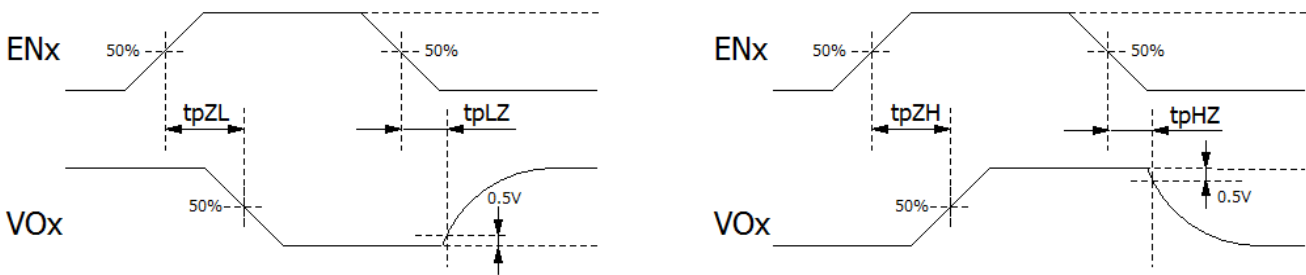 ENx 50% 50% ENx 50% 50%
tpZL tpLZ tpZH tpHZ
VOx 50% 0.5V VOx 50% 0.5V